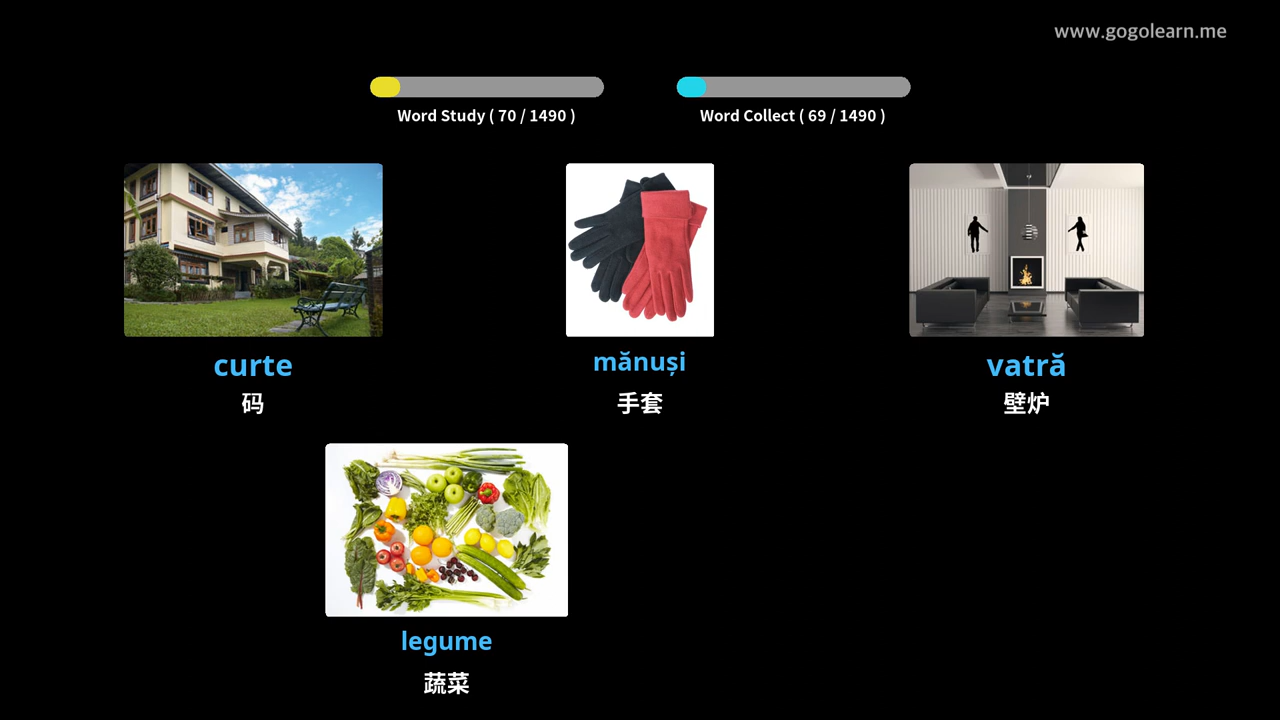 www.gogolearn.me
Word Study ( 70 / 1490 )
Word Collect ( 69 / 1490 )
curte
码
mănuși
手套
vatră
壁炉
legume
蔬菜